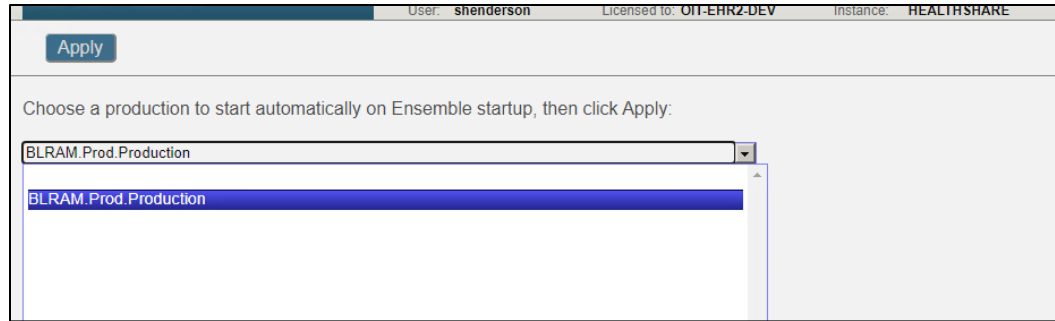 User: shenderson Licensed to: OIT-EHR2-DEV Instance: HEALTHSHARE
Apply
Choose a production to start automatically on Ensemble startup, then click Apply:
BLRAM.Prod.Production
BLRAM.Prod.Production